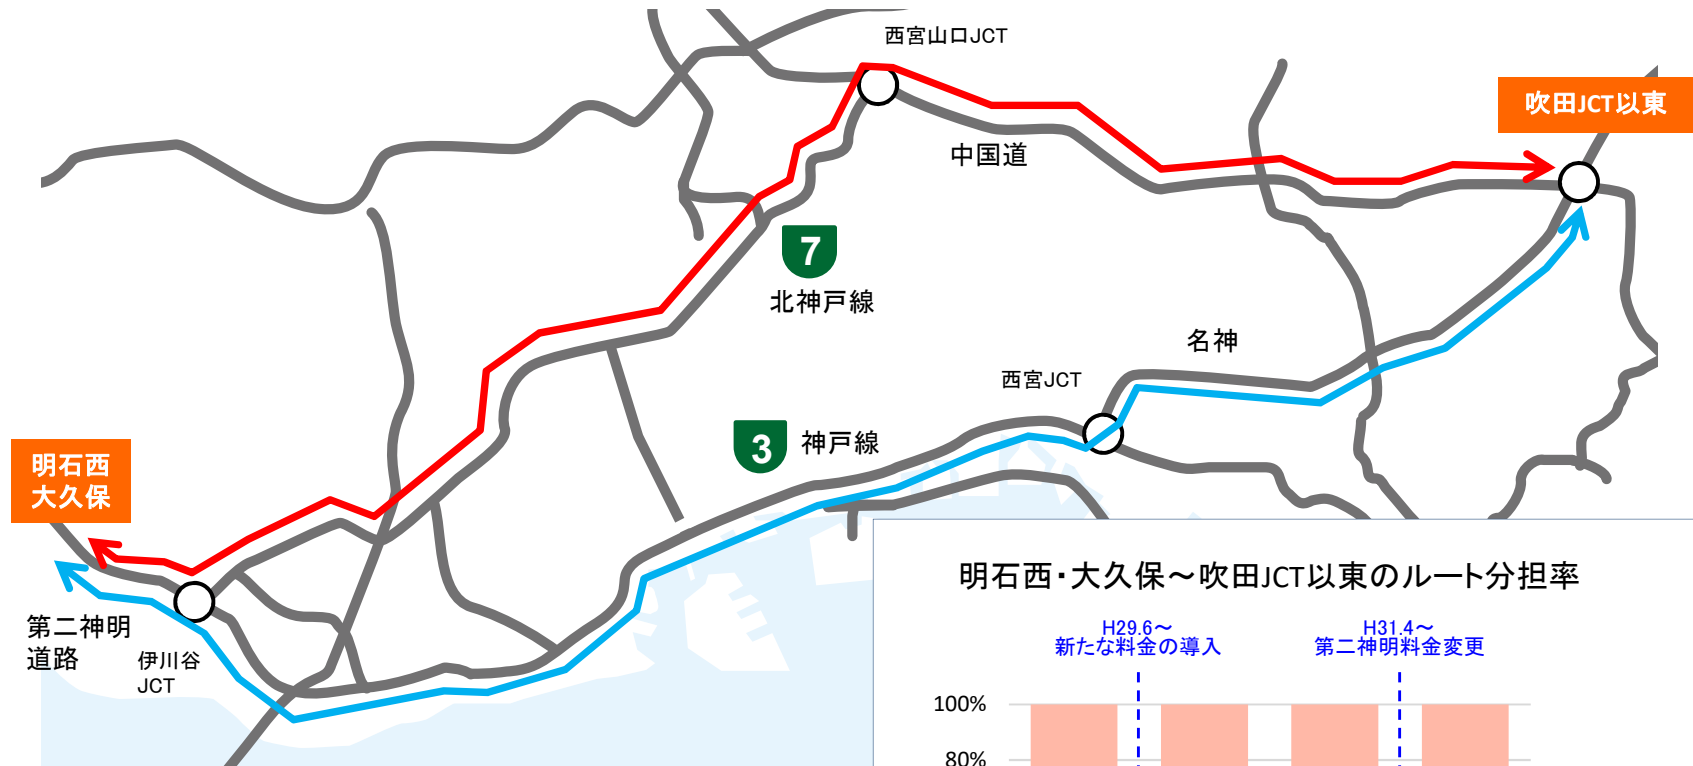 西宮山口JCT
吹田JCT以東
中国道
7
北神戸線
名神
西宮JCT
3
神戸線
明石西
大久保
第二神明
道路
伊川谷
JCT
明石西・大久保～吹田JCT以東のルート分担率
H29.6～
新たな料金の導入
H31.4～
第二神明料金変更
100%
80%